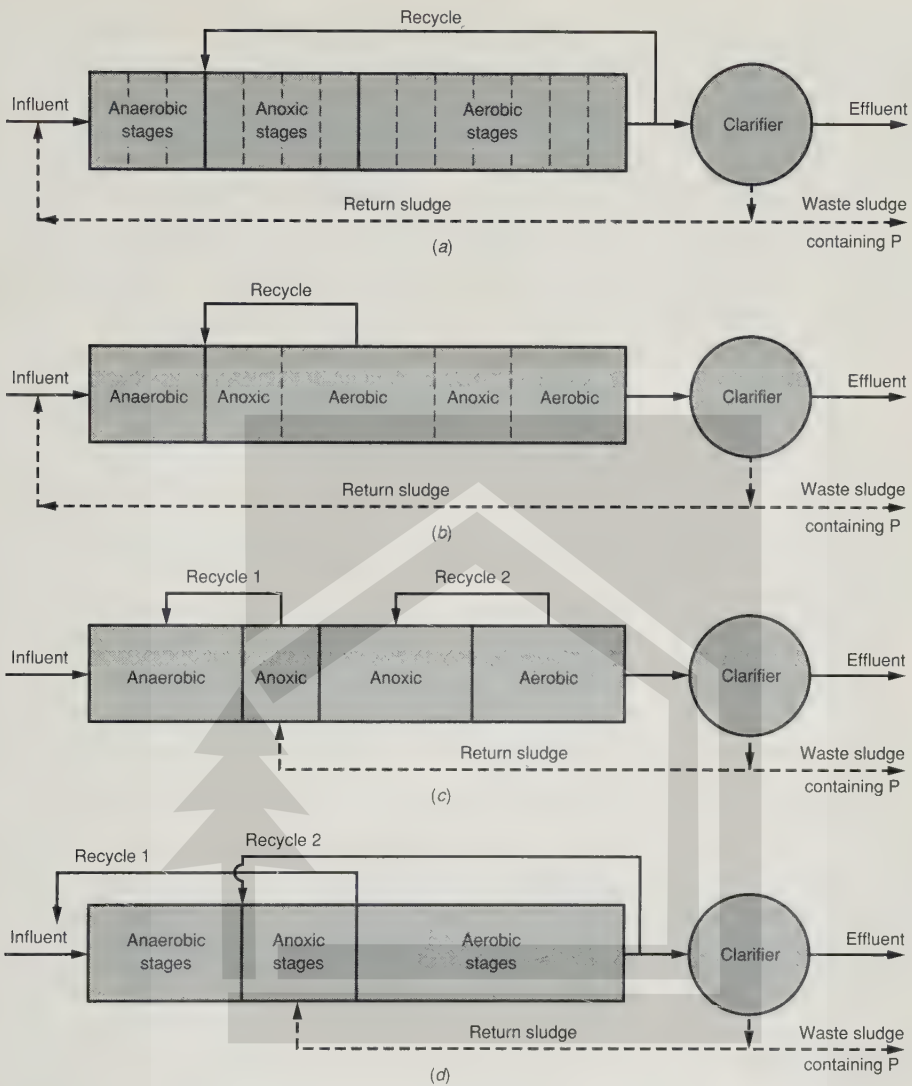 Recycle
Influent
Anaerobic
stages
Anoxic
stages
Aerobic
stages
Clarifier
Effluent
Return sludge
Waste sludge
containing P
(a)
Recycle
Influent
Anaerobic
Anoxic
Aerobic
Anoxic
Aerobic
Clarifier
Effluent
Return sludge
Waste sludge
containing P
(b)
Recycle 1
Recycle 2
Influent
Anaerobic
Anoxic
Anoxic
Aerobic
Clarifier
Effluent
Return sludge
Waste sludge
containing P
(c)
Recycle 1
Recycle 2
Influent
Anaerobic
stages
Anoxic
stages
Aerobic
stages
Clarifier
Effluent
Return sludge
Waste sludge
containing P
(d)